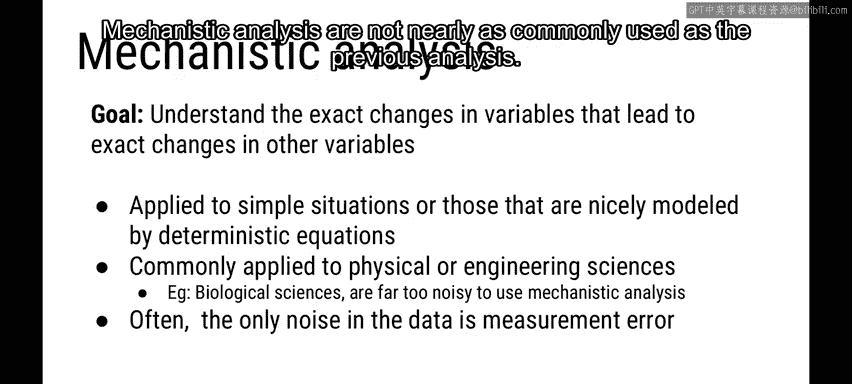 GPT中英字幕课程资源@bilibili.com
Mechanistic analysis are not nearly as commonly used as the
previous analysis.
Mechanistic analysis
Goal: Understand the exact changes in variables that lead to
exact changes in other variables
● Applied to simple situations or those that are nicely modeled
by deterministic equations
● Commonly applied to physical or engineering sciences
● Eg: Biological sciences, are far too noisy to use mechanistic analysis
● Often, the only noise in the data is measurement error